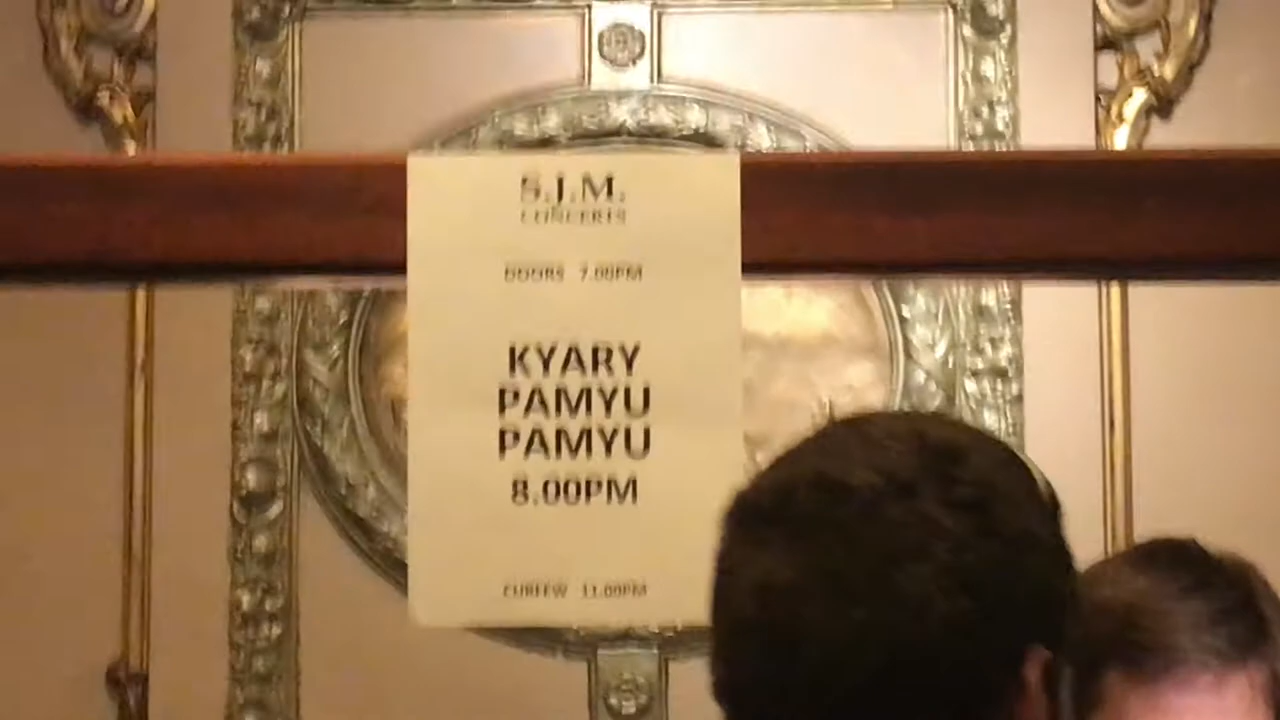 S.J.M.
CONCERTS
DOORS 7.00PM
KYARY
PAMYU
PAMYU
8.00PM
CURFEW 11.00PM